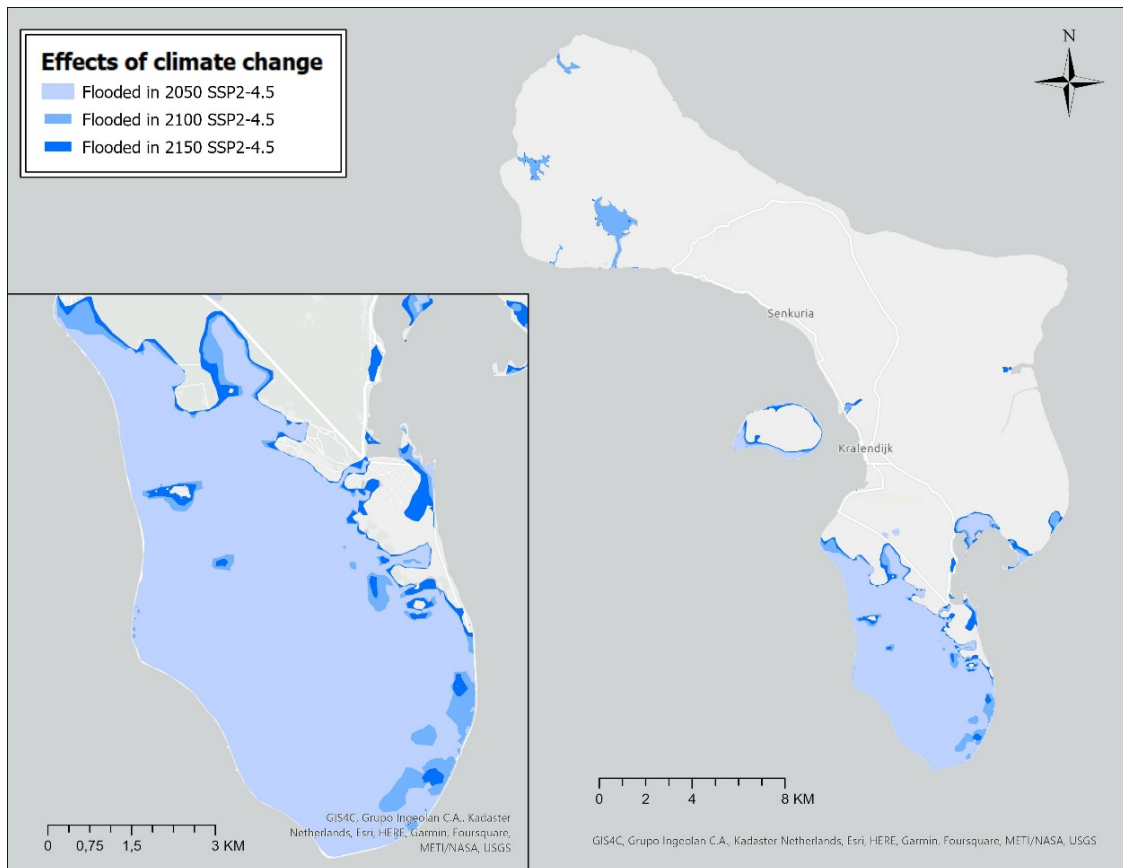 Effects of climate change
Flooded in 2050 SSP2-4.5
Flooded in 2100 SSP2-4.5
Flooded in 2150 SSP2-4.5
N
Senkuria
Kralendijk
0 0,75 1,5 3 KM
GIS4C, Grupo Ingeolan C.A., Kadaster
Netherlands, Esri, HERE, Garmin, Foursquare,
METI/NASA, USGS
0 2 4 8 KM
GIS4C, Grupo Ingeolan C.A., Kadaster Netherlands, Esri, HERE, Garmin, Foursquare, METI/NASA, USGS